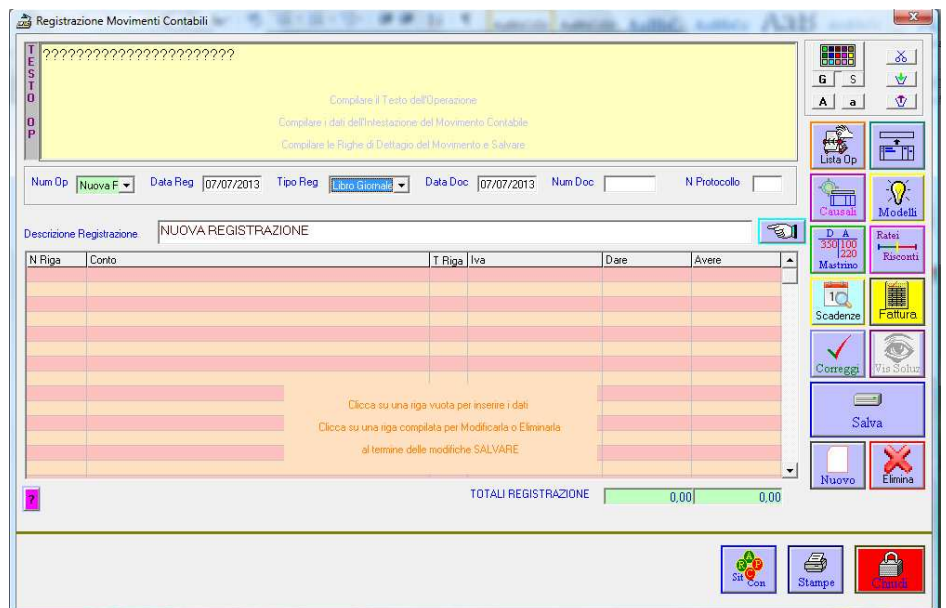 Registrazione Movimenti Contabili
TESTO OP
???????????????????????
Compilare il Testo dell'Operazione
Compilare i dati dell'Intestazione del Movimento Contabile
Compilare le Righe di Dettagio del Movimento e Salvare
G S
A a
Lista Op
Num Op Nuova F Data Reg 07/07/2013 Tipo Reg Libro Giornale Data Doc 07/07/2013 Num Doc N Protocollo
Causali Modelli
Descrizione Registrazione NUOVA REGISTRAZIONE
D A
350 100
220
Mastrino
Ratei
Risconti
N Riga Conto T Riga Iva Dare Avere
10
Scadenze Fattura
Correggi Vis Soluz
Clicca su una riga vuota per inserire i dati
Clicca su una riga compilata per Modificarla o Eliminarla
al termine delle modifiche SALVARE
Salva
Nuovo Elimina
? TOTALI REGISTRAZIONE 0,00 0,00
Sit Con Stampe Chiudi